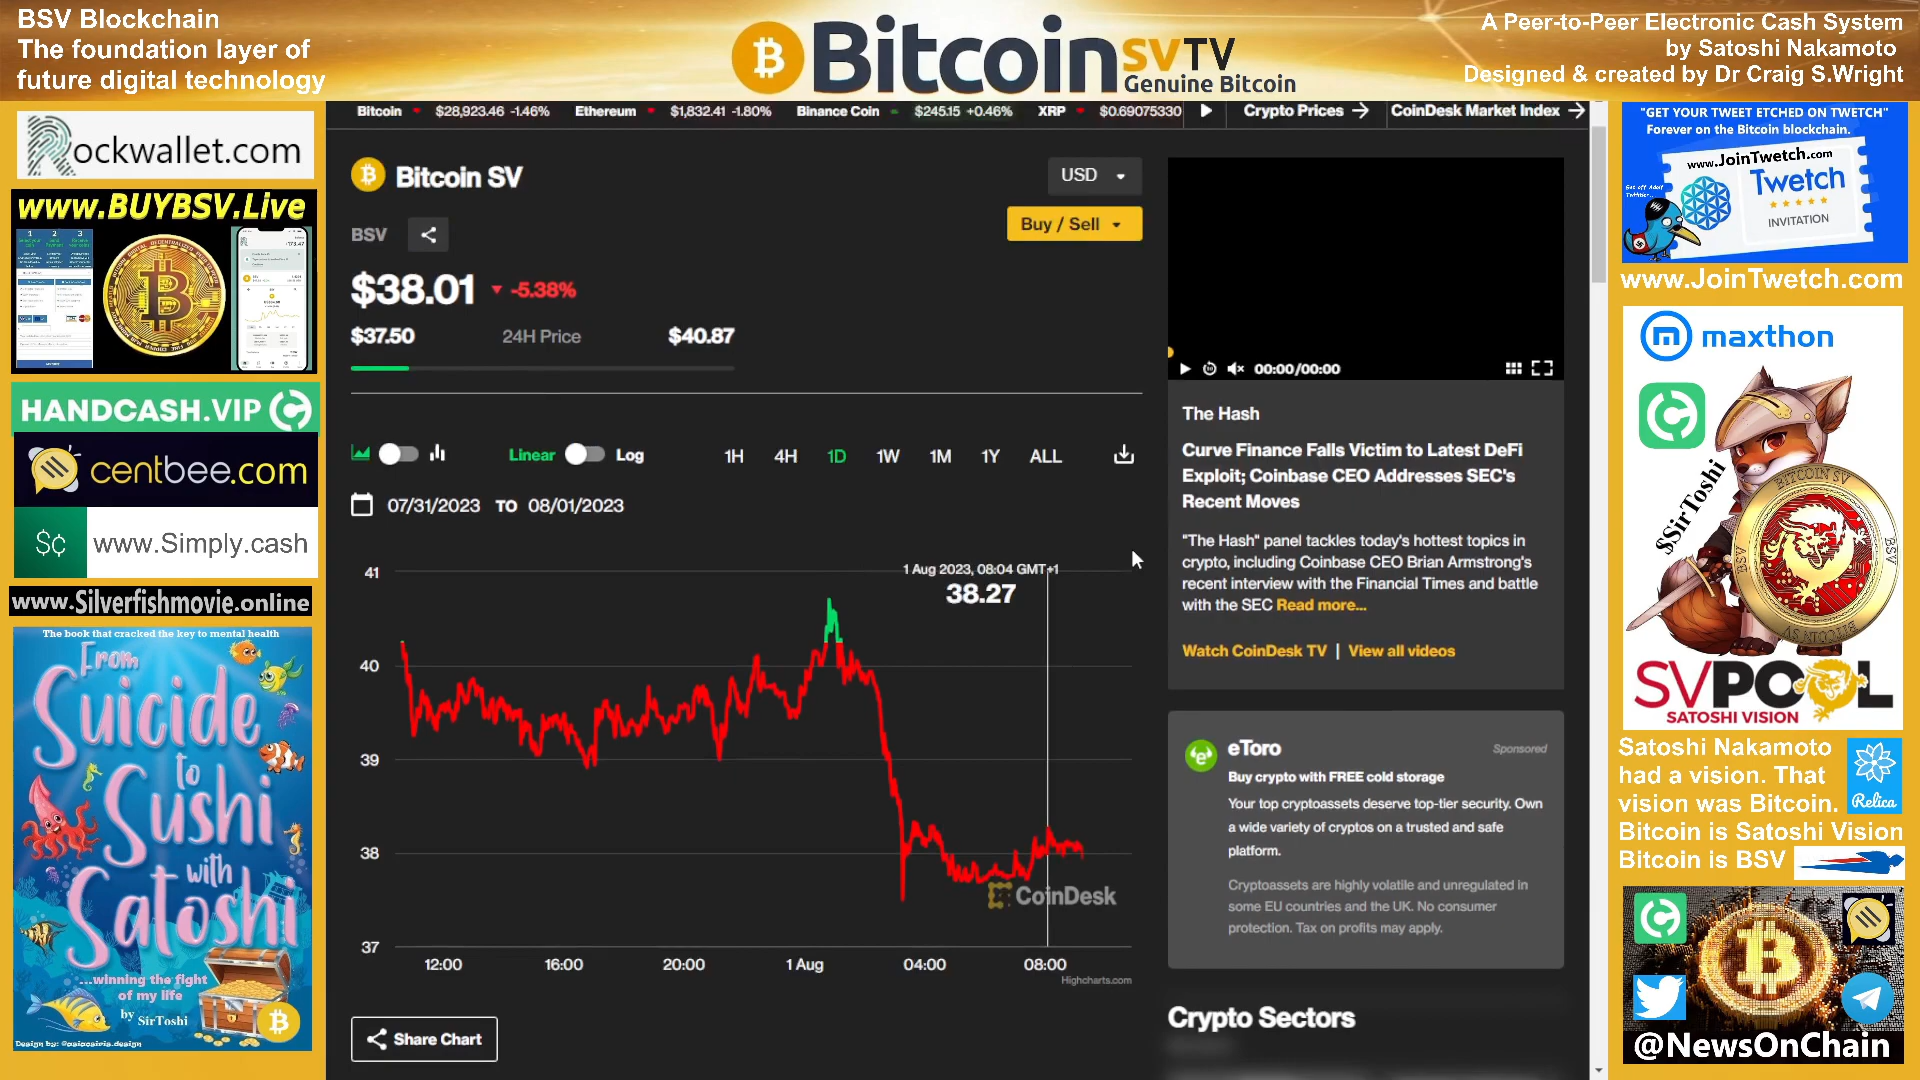 BSV Blockchain
The foundation layer of
future digital technology
Bitcoin SVTV
Genuine Bitcoin
A Peer-to-Peer Electronic Cash System
by Satoshi Nakamoto
Designed & created by Dr Craig S.Wright
Bitcoin $28,923.46 -1.46% Ethereum $1,832.41 -1.80% Binance Coin $245.15 +0.46% XRP $0.69075330 Crypto Prices → CoinDesk Market Index →
Rockwallet.com
www.BUYBSV.Live
HANDCASH.VIP
centbee.com
$¢ www.Simply.cash
www.Silverfishmovie.online
The book that cracked the key to mental health
From
Suicide
to
Sushi
with
Satoshi
...winning the fight
of my life
by SirToshi
Bitcoin SV
USD
BSV
Buy / Sell
$38.01 -5.38%
$37.50 24H Price $40.87
Linear Log 1H 4H 1D 1W 1M 1Y ALL
07/31/2023 TO 08/01/2023
1 Aug 2023, 08:04 GMT+1
38.27
41
40
39
38
37
CoinDesk
12:00 16:00 20:00 1 Aug 04:00 08:00
Highcharts.com
Share Chart
00:00/00:00
The Hash
Curve Finance Falls Victim to Latest DeFi
Exploit; Coinbase CEO Addresses SEC's
Recent Moves
"The Hash" panel tackles today's hottest topics in
crypto, including Coinbase CEO Brian Armstrong's
recent interview with the Financial Times and battle
with the SEC Read more...
Watch CoinDesk TV | View all videos
eToro Sponsored
Buy crypto with FREE cold storage
Your top cryptoassets deserve top-tier security. Own
a wide variety of cryptos on a trusted and safe
platform.
Cryptoassets are highly volatile and unregulated in
some EU countries and the UK. No consumer
protection. Tax on profits may apply.
Crypto Sectors
"GET YOUR TWEET ETCHED ON TWETCH"
Forever on the Bitcoin blockchain.
www.JoinTwetch.com
Twetch
INVITATION
www.JoinTwetch.com
maxthon
$SirToshi
BITCOIN SV
BSV
SVPOOL
SATOSHI VISION
Satoshi Nakamoto
had a vision. That
vision was Bitcoin.
Relica
Bitcoin is Satoshi Vision
Bitcoin is BSV
@NewsOnChain